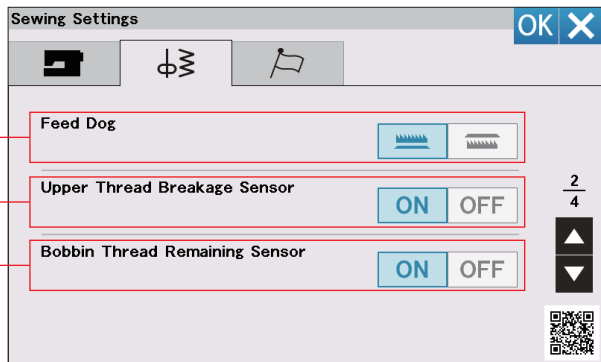 Sewing Settings
OK
Feed Dog
Upper Thread Breakage Sensor
ON OFF
2
4
Bobbin Thread Remaining Sensor
ON OFF